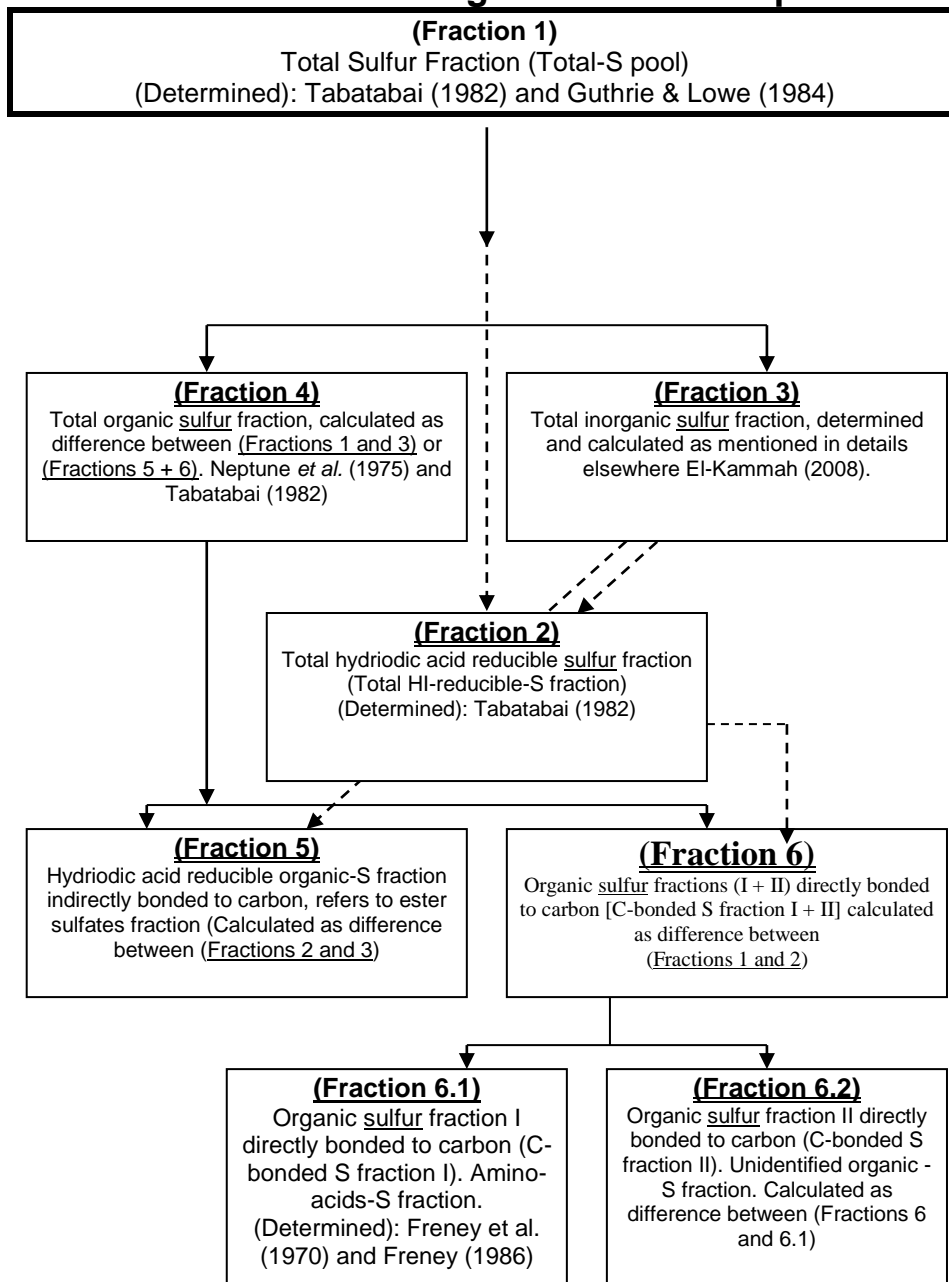 (Fraction 1)
Total Sulfur Fraction (Total-S pool)
(Determined): Tabatabai (1982) and Guthrie & Lowe (1984)
(Fraction 4)
Total organic sulfur fraction, calculated as
difference between (Fractions 1 and 3) or
(Fractions 5 + 6). Neptune et al. (1975) and
Tabatabai (1982)
(Fraction 3)
Total inorganic sulfur fraction, determined
and calculated as mentioned in details
elsewhere El-Kammah (2008).
(Fraction 2)
Total hydriodic acid reducible sulfur fraction
(Total HI-reducible-S fraction)
(Determined): Tabatabai (1982)
(Fraction 5)
Hydriodic acid reducible organic-S fraction
indirectly bonded to carbon, refers to ester
sulfates fraction (Calculated as difference
between (Fractions 2 and 3)
(Fraction 6)
Organic sulfur fractions (I + II) directly bonded
to carbon [C-bonded S fraction I + II] calculated
as difference between
(Fractions 1 and 2)
(Fraction 6.1)
Organic sulfur fraction I
directly bonded to carbon (C-
bonded S fraction I). Amino-
acids-S fraction.
(Determined): Freney et al.
(1970) and Freney (1986)
(Fraction 6.2)
Organic sulfur fraction II directly
bonded to carbon (C-bonded S
fraction II). Unidentified organic -
S fraction. Calculated as
difference between (Fractions 6
and 6.1)